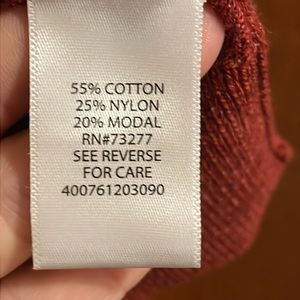 55% COTTON
25% NYLON
20% MODAL
RN#73277
SEE REVERSE
FOR CARE
400761203090